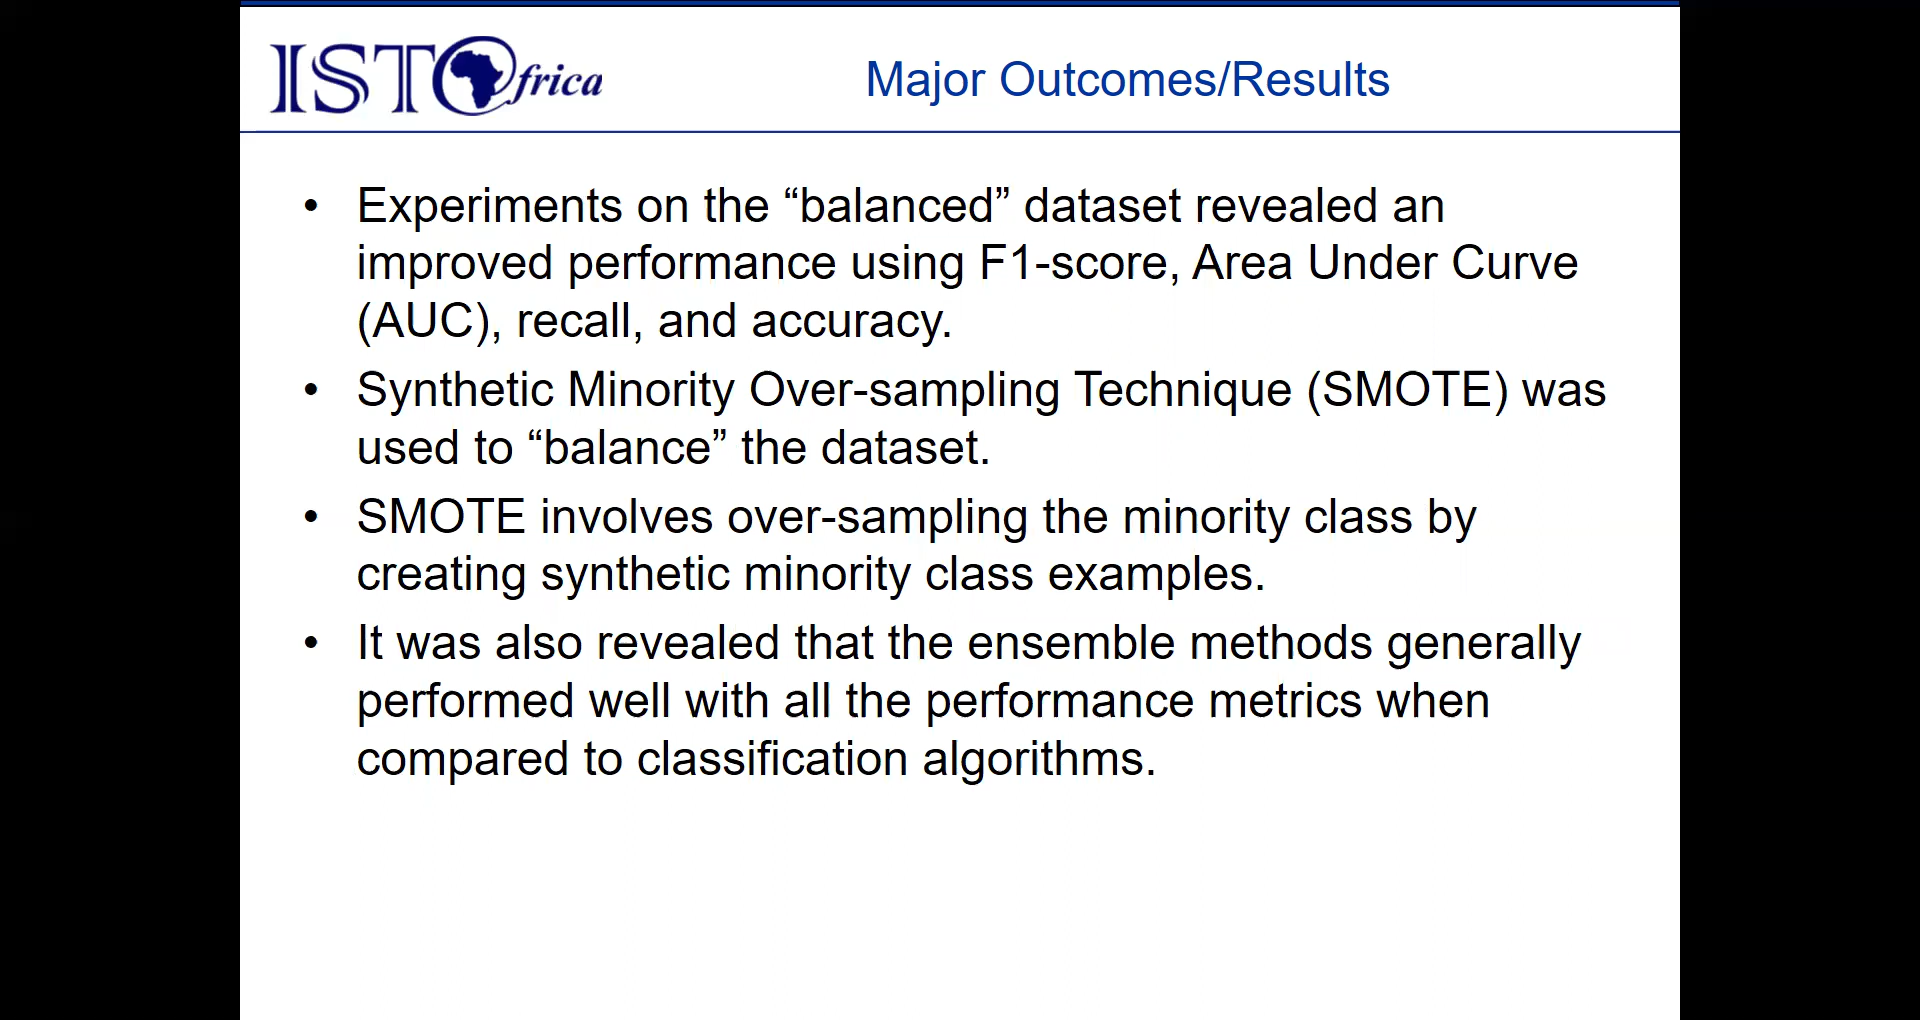 IST@frica
Major Outcomes/Results
• Experiments on the “balanced” dataset revealed an
improved performance using F1-score, Area Under Curve
(AUC), recall, and accuracy.
• Synthetic Minority Over-sampling Technique (SMOTE) was
used to “balance” the dataset.
• SMOTE involves over-sampling the minority class by
creating synthetic minority class examples.
• It was also revealed that the ensemble methods generally
performed well with all the performance metrics when
compared to classification algorithms.